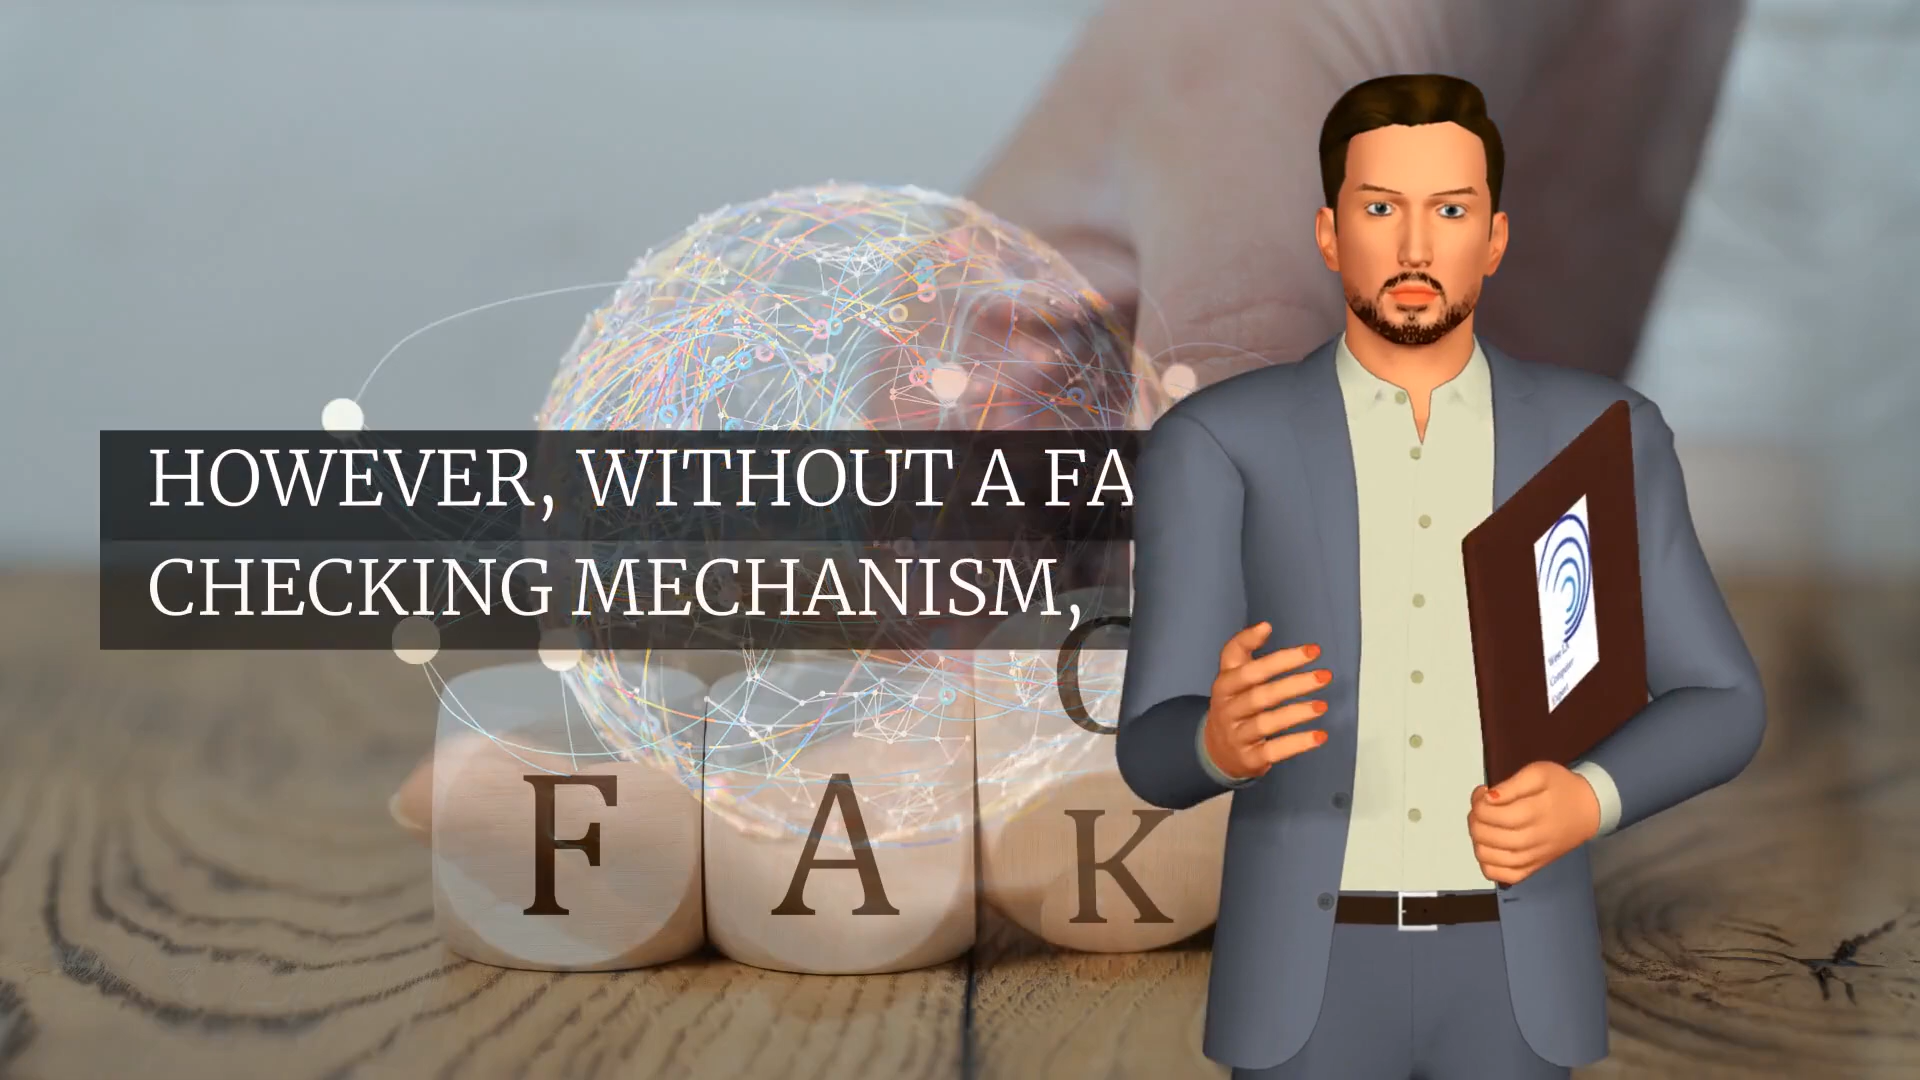 HOWEVER, WITHOUT A FA
CHECKING MECHANISM,
C
F A K